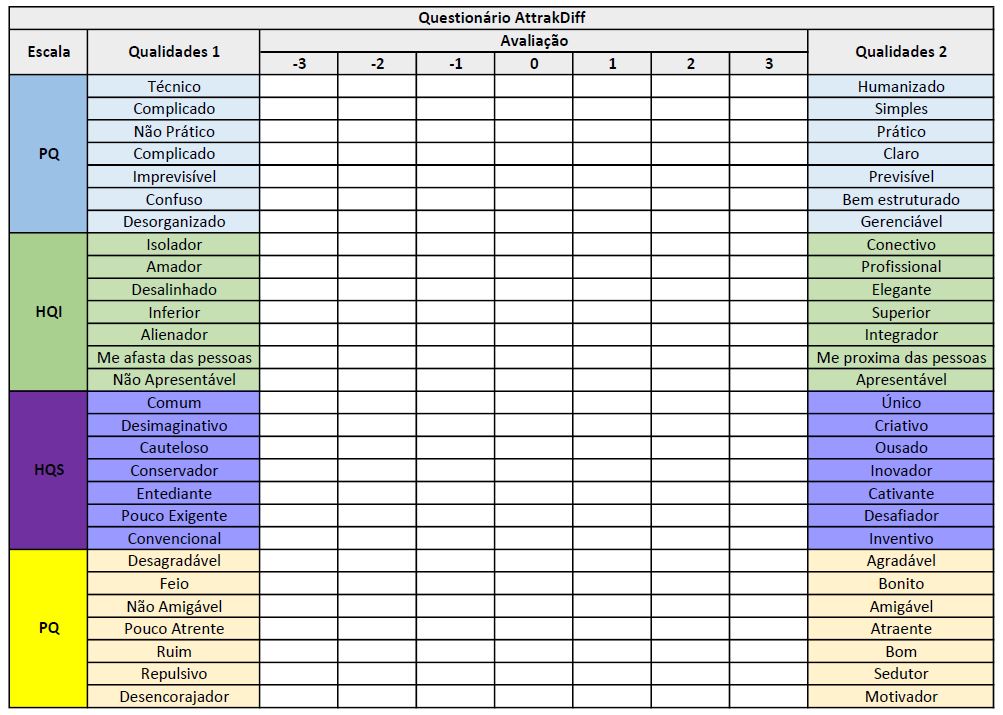 Questionário AttrakDiff
Escala Qualidades 1 Avaliação Qualidades 2
-3 -2 -1 0 1 2 3
PQ
Técnico Humanizado
Complicado Simples
Não Prático Prático
Complicado Claro
Imprevisível Previsível
Confuso Bem estruturado
Desorganizado Gerenciável
HQI
Isolador Conectivo
Amador Profissional
Desalinhado Elegante
Inferior Superior
Alienador Integrador
Me afasta das pessoas Me proxima das pessoas
Não Apresentável Apresentável
HQS
Comum Único
Desimaginativo Criativo
Cauteloso Ousado
Conservador Inovador
Entediante Cativante
Pouco Exigente Desafiador
Convencional Inventivo
PQ
Desagradável Agradável
Feio Bonito
Não Amigável Amigável
Pouco Atrente Atraente
Ruim Bom
Repulsivo Sedutor
Desencorajador Motivador